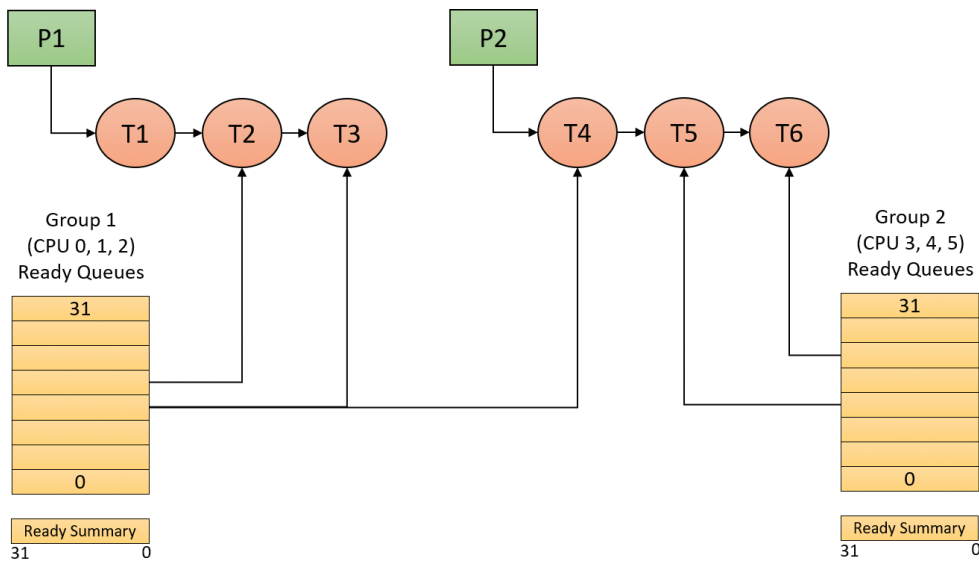 P1
P2
T1
T2
T3
T4
T5
T6
Group 1
(CPU 0, 1, 2)
Ready Queues
31
0
Ready Summary
31
0
Group 2
(CPU 3, 4, 5)
Ready Queues
31
0
Ready Summary
31
0